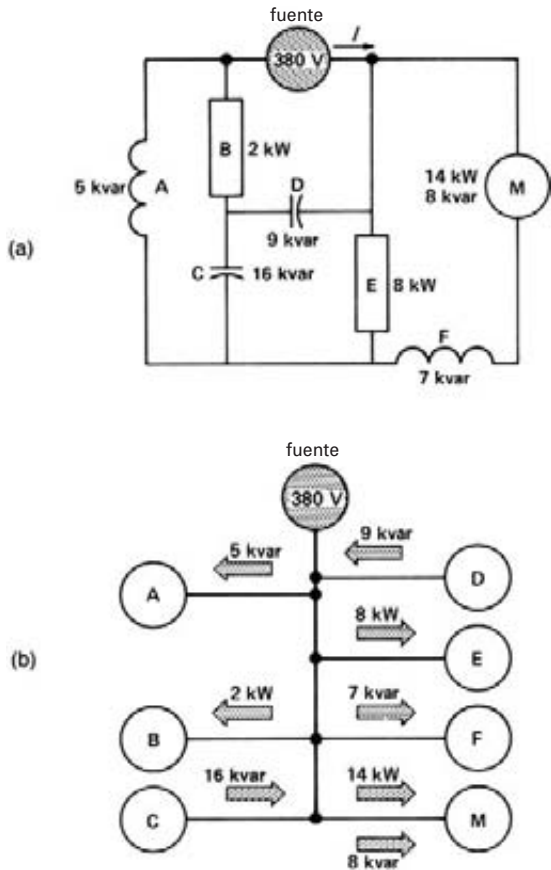 fuente
380 V
I
B
2 kW
D
9 kvar
5 kvar
A
14 kW
8 kvar
M
(a)
C
16 kvar
E
8 kW
F
7 kvar
fuente
380 V
9 kvar
5 kvar
A
D
8 kW
E
(b)
2 kW
7 kvar
B
F
16 kvar
14 kW
C
M
8 kvar